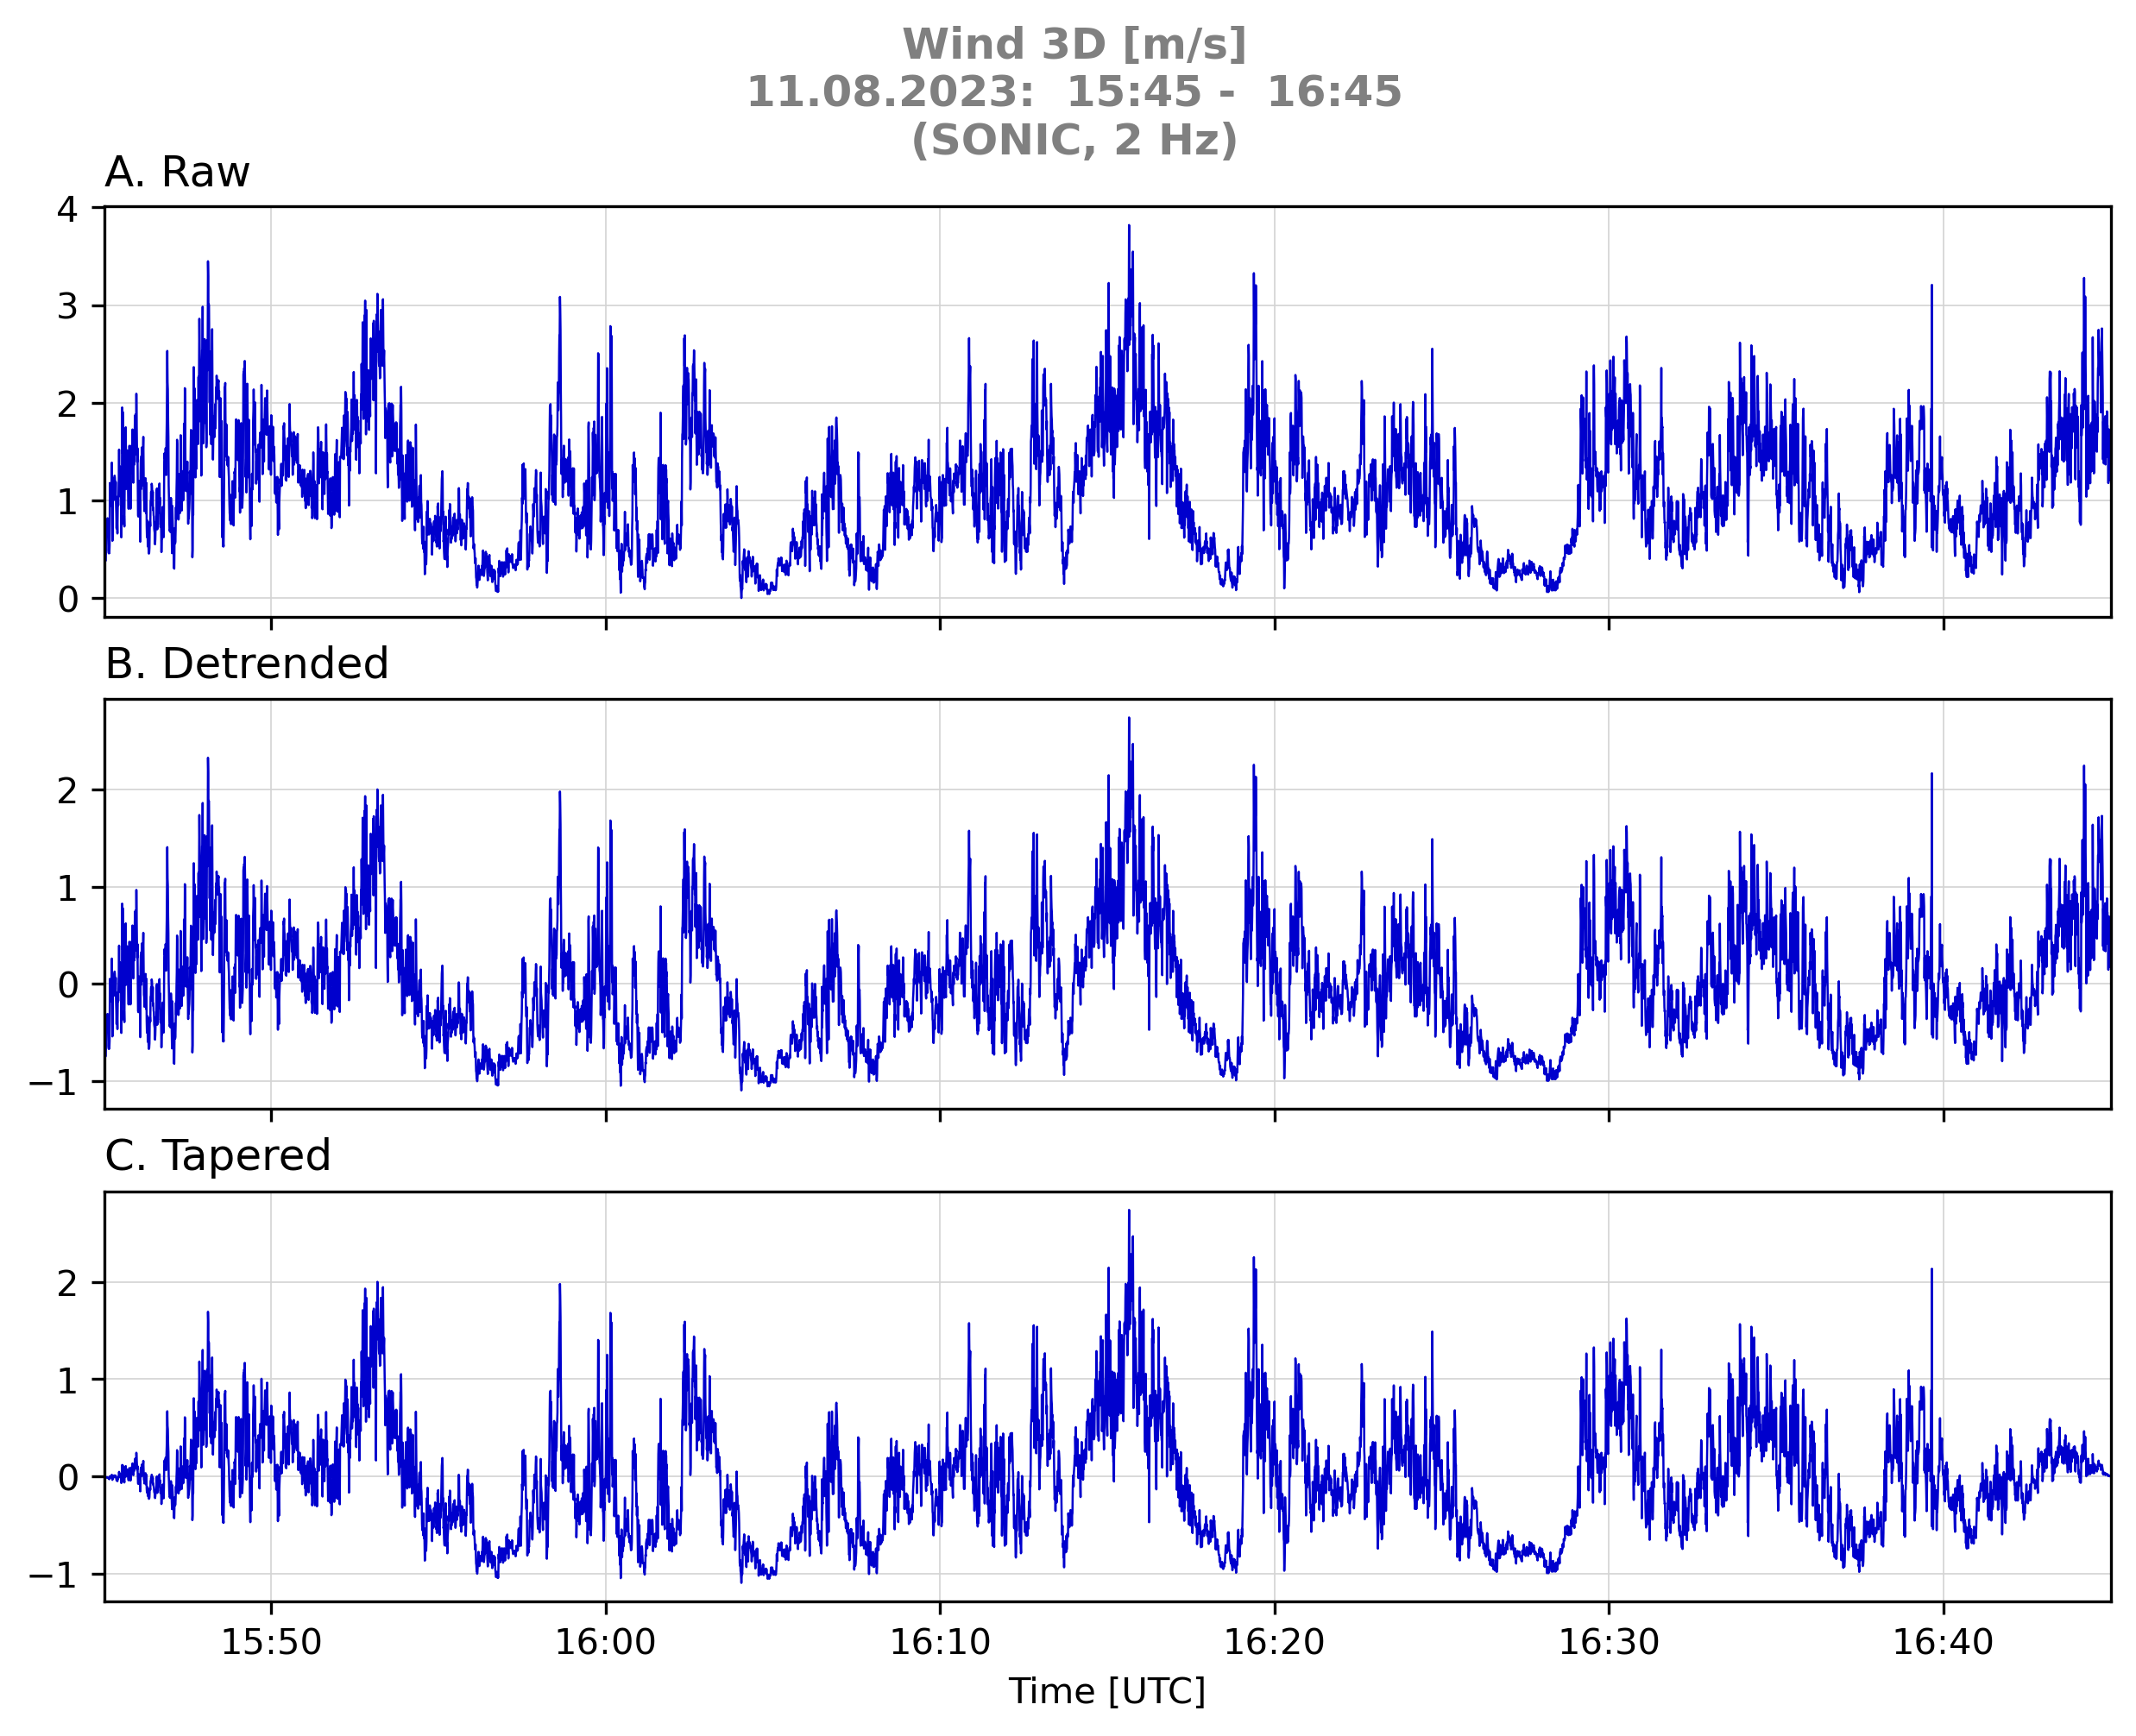 Wind 3D [m/s]
11.08.2023:  15:45 -  16:45
(SONIC, 2 Hz)
A. Raw
4
3
2
1
0
B. Detrended
2
1
0
−1
C. Tapered
2
1
0
−1
15:50 16:00 16:10 16:20 16:30 16:40
Time [UTC]